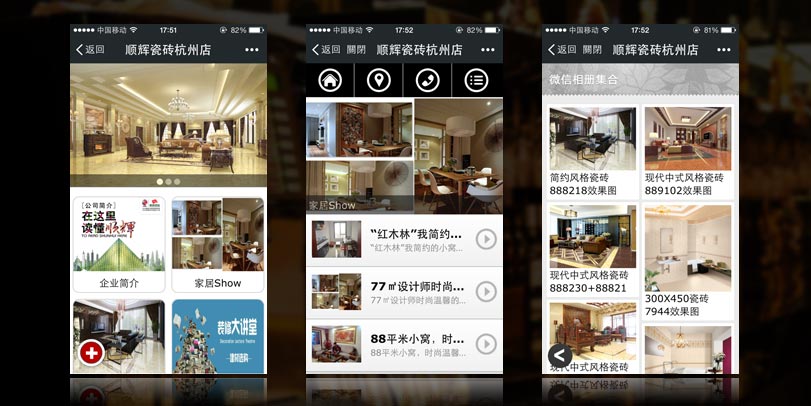 中国移动
17:51
82%
返回
顺辉瓷砖杭州店
[公司简介]
在这里
读懂顺辉
TO READ SHUNHUI HERE
企业简介
家居Show
装修大讲堂
中国移动
17:52
82%
返回 關閉
顺辉瓷砖杭州店
家居Show
“红木林”我简约...
“红木林”我简约的小窝...
77㎡设计师时尚...
77㎡设计师时尚温馨的...
88平米小窝，时...
88平米小窝，时尚温馨...
中国移动
17:52
81%
返回 關閉
顺辉瓷砖杭州店
微信相册集合
简约风格瓷砖
888218效果图
现代中式风格瓷砖
889102效果图
现代中式风格瓷砖
888230+88821
300X450瓷砖
7944效果图
现代中式风格瓷砖